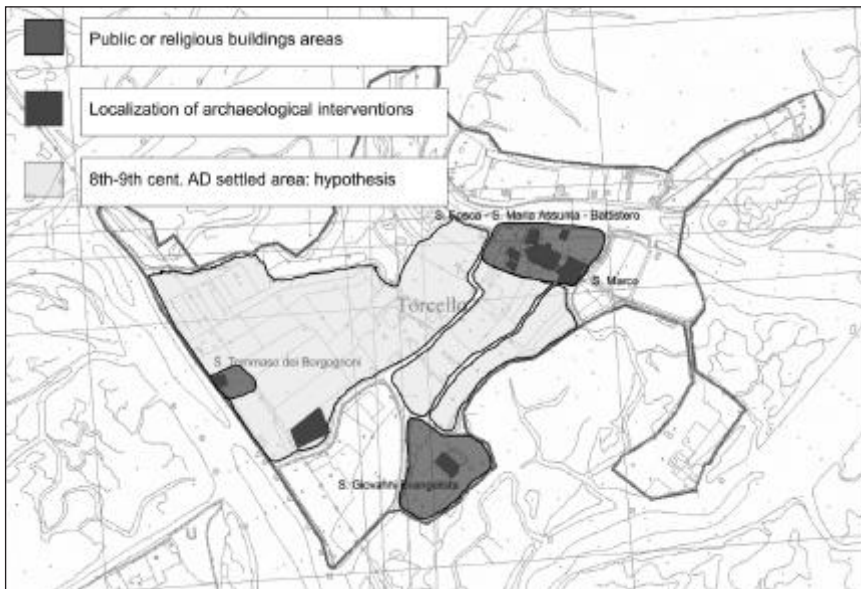 Public or religious buildings areas
Localization of archaeological interventions
8th-9th cent. AD settled area: hypothesis
S. Fosca - S. Maria Assunta - Battistero
S. Marco
Torcello
S. Tommaso dei Borgognoni
S. Giovanni Evangelista